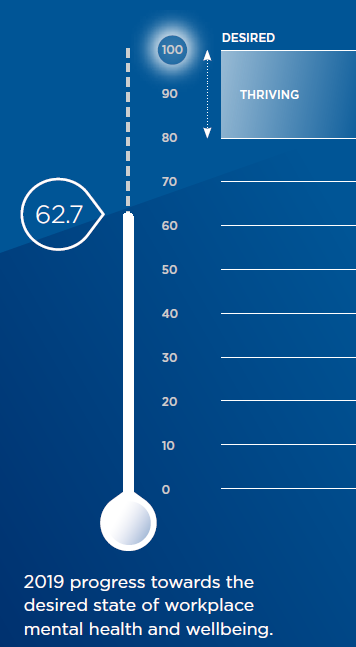 DESIRED
100
90
THRIVING
80
70
62.7
60
50
40
30
20
10
0
2019 progress towards the
desired state of workplace
mental health and wellbeing.